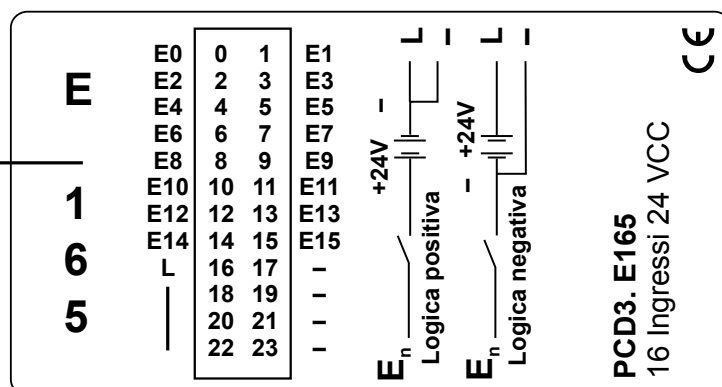 E
1
6
5
E0 0 1 E1
E2 2 3 E3
E4 4 5 E5
E6 6 7 E7
E8 8 9 E9
E10 10 11 E11
E12 12 13 E13
E14 14 15 E15
L 16 17 –
18 19 –
20 21 –
22 23 –
L –
+24V –
En
Logica positiva
L –
– +24V
En
Logica negativa
PCD3. E165
16 Ingressi 24 VCC
CE